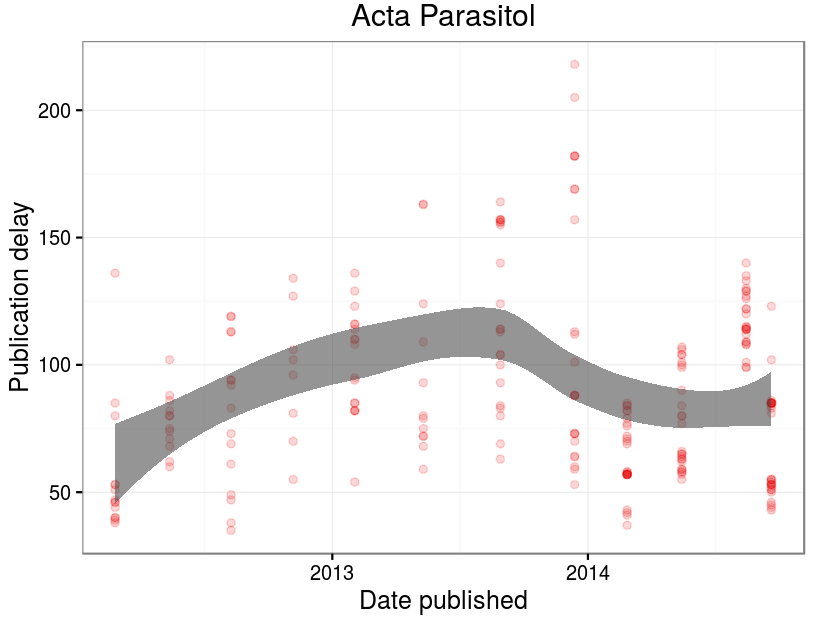 Acta Parasitol
200
150
100
50
Publication delay
2013 2014
Date published